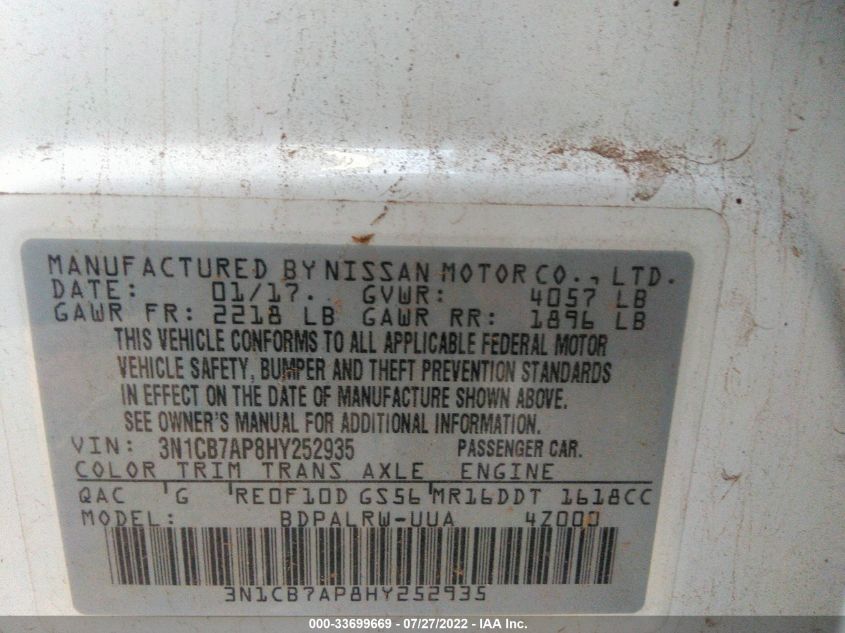 MANUFACTURED BY NISSAN MOTOR CO., LTD.
DATE: 01/17. GVWR: 4057 LB
GAWR FR: 2218 LB GAWR RR: 1896 LB
THIS VEHICLE CONFORMS TO ALL APPLICABLE FEDERAL MOTOR
VEHICLE SAFETY, BUMPER AND THEFT PREVENTION STANDARDS
IN EFFECT ON THE DATE OF MANUFACTURE SHOWN ABOVE.
SEE OWNER'S MANUAL FOR ADDITIONAL INFORMATION.
VIN: 3N1CB7AP8HY252935 PASSENGER CAR.
COLOR TRIM TRANS AXLE ENGINE
QAC G RE0F10D GS56 MR16DDT 1618CC
MODEL: BDPALRW-UUA 4Z000
3N1CB7AP8HY252935
000-33699669 - 07/27/2022 - IAA Inc.